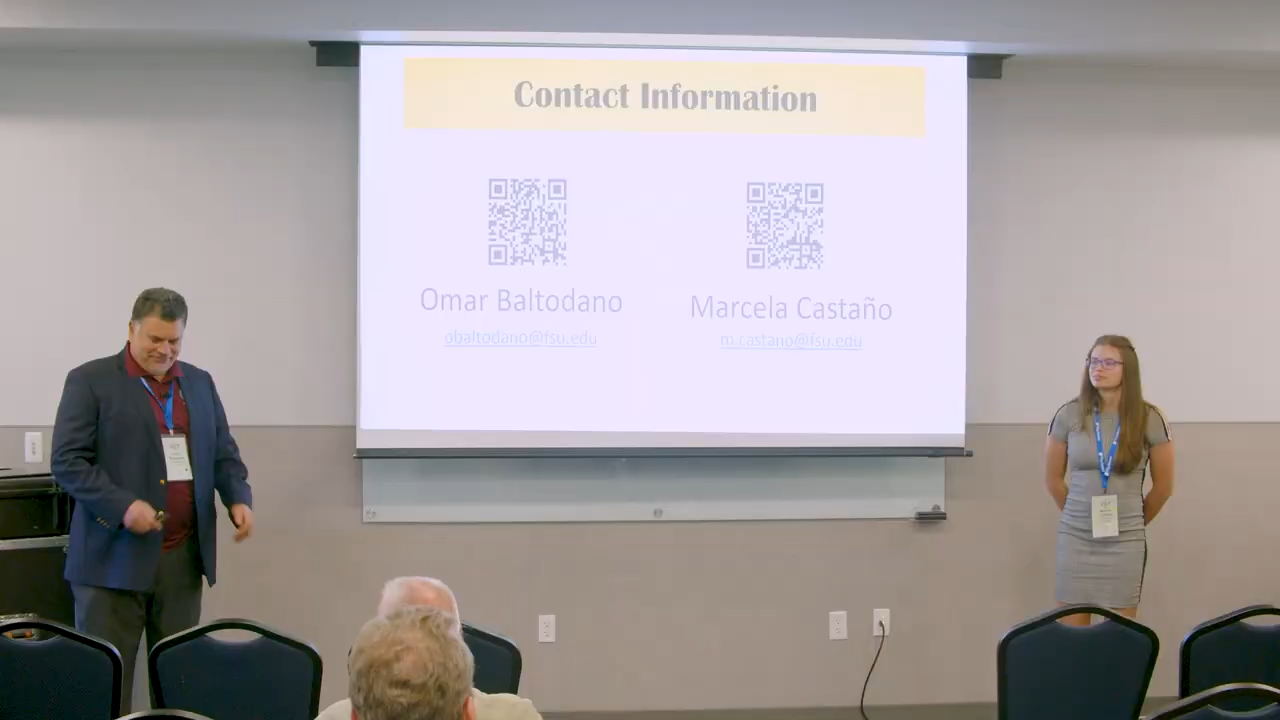 Contact Information
Omar Baltodano
Marcela Castaño
obaltodano@fsu.edu
m.castano@fsu.edu